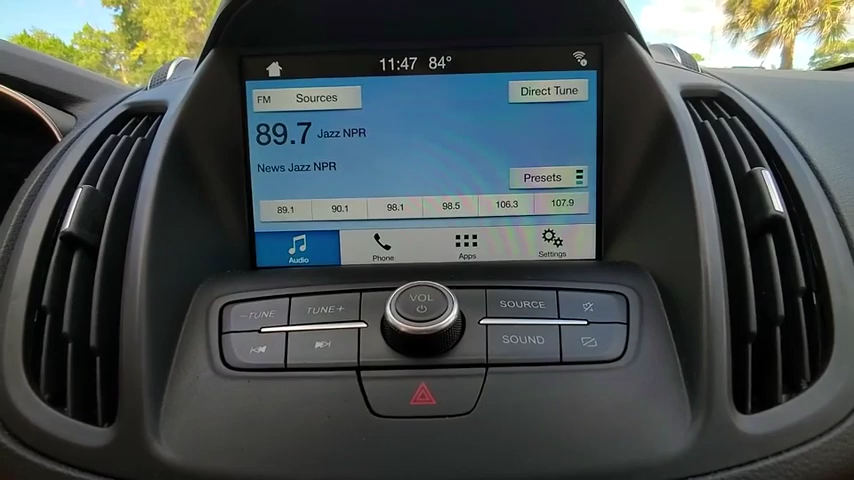 11:47 84°
FM Sources
Direct Tune
89.7 Jazz NPR
News Jazz NPR
Presets
89.1 90.1 98.1 98.5 106.3 107.9
Audio Phone Apps Settings
–TUNE TUNE+ VOL SOURCE
SOUND